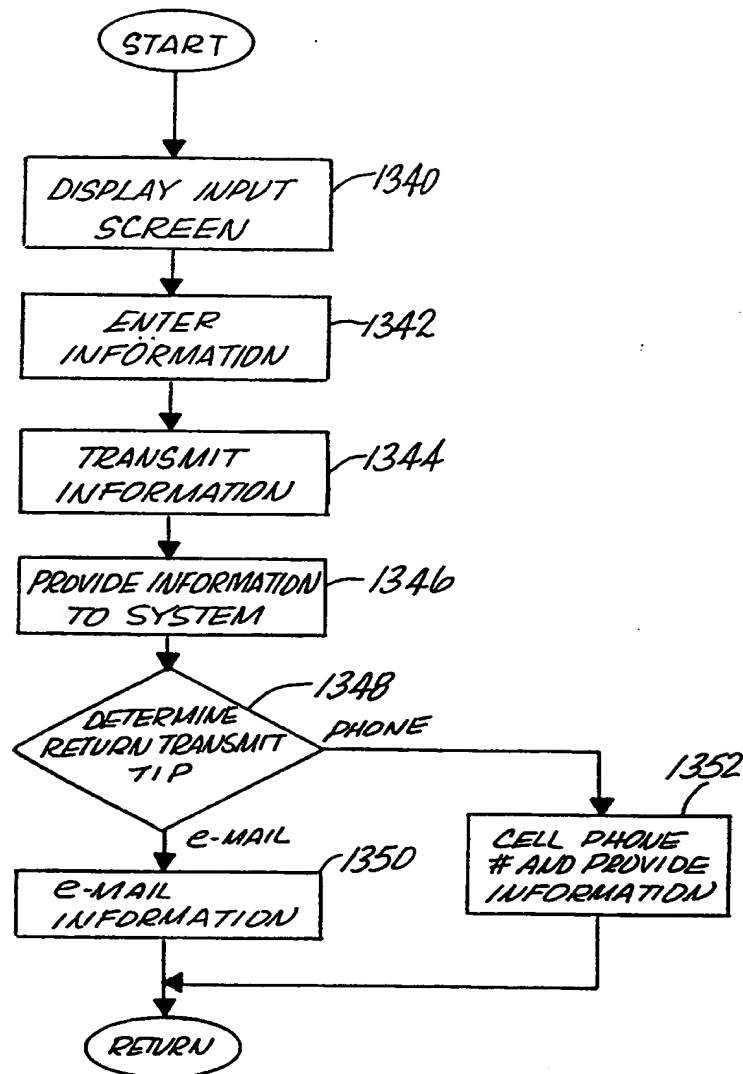 START
DISPLAY INPUT
SCREEN
1340
ENTER
INFORMATION
1342
TRANSMIT
INFORMATION
1344
PROVIDE INFORMATION
TO SYSTEM
1346
DETERMINE
RETURN TRANSMIT
TIP
1348
PHONE
e-MAIL
1352
CELL PHONE
# AND PROVIDE
INFORMATION
1350
e-MAIL
INFORMATION
RETURN